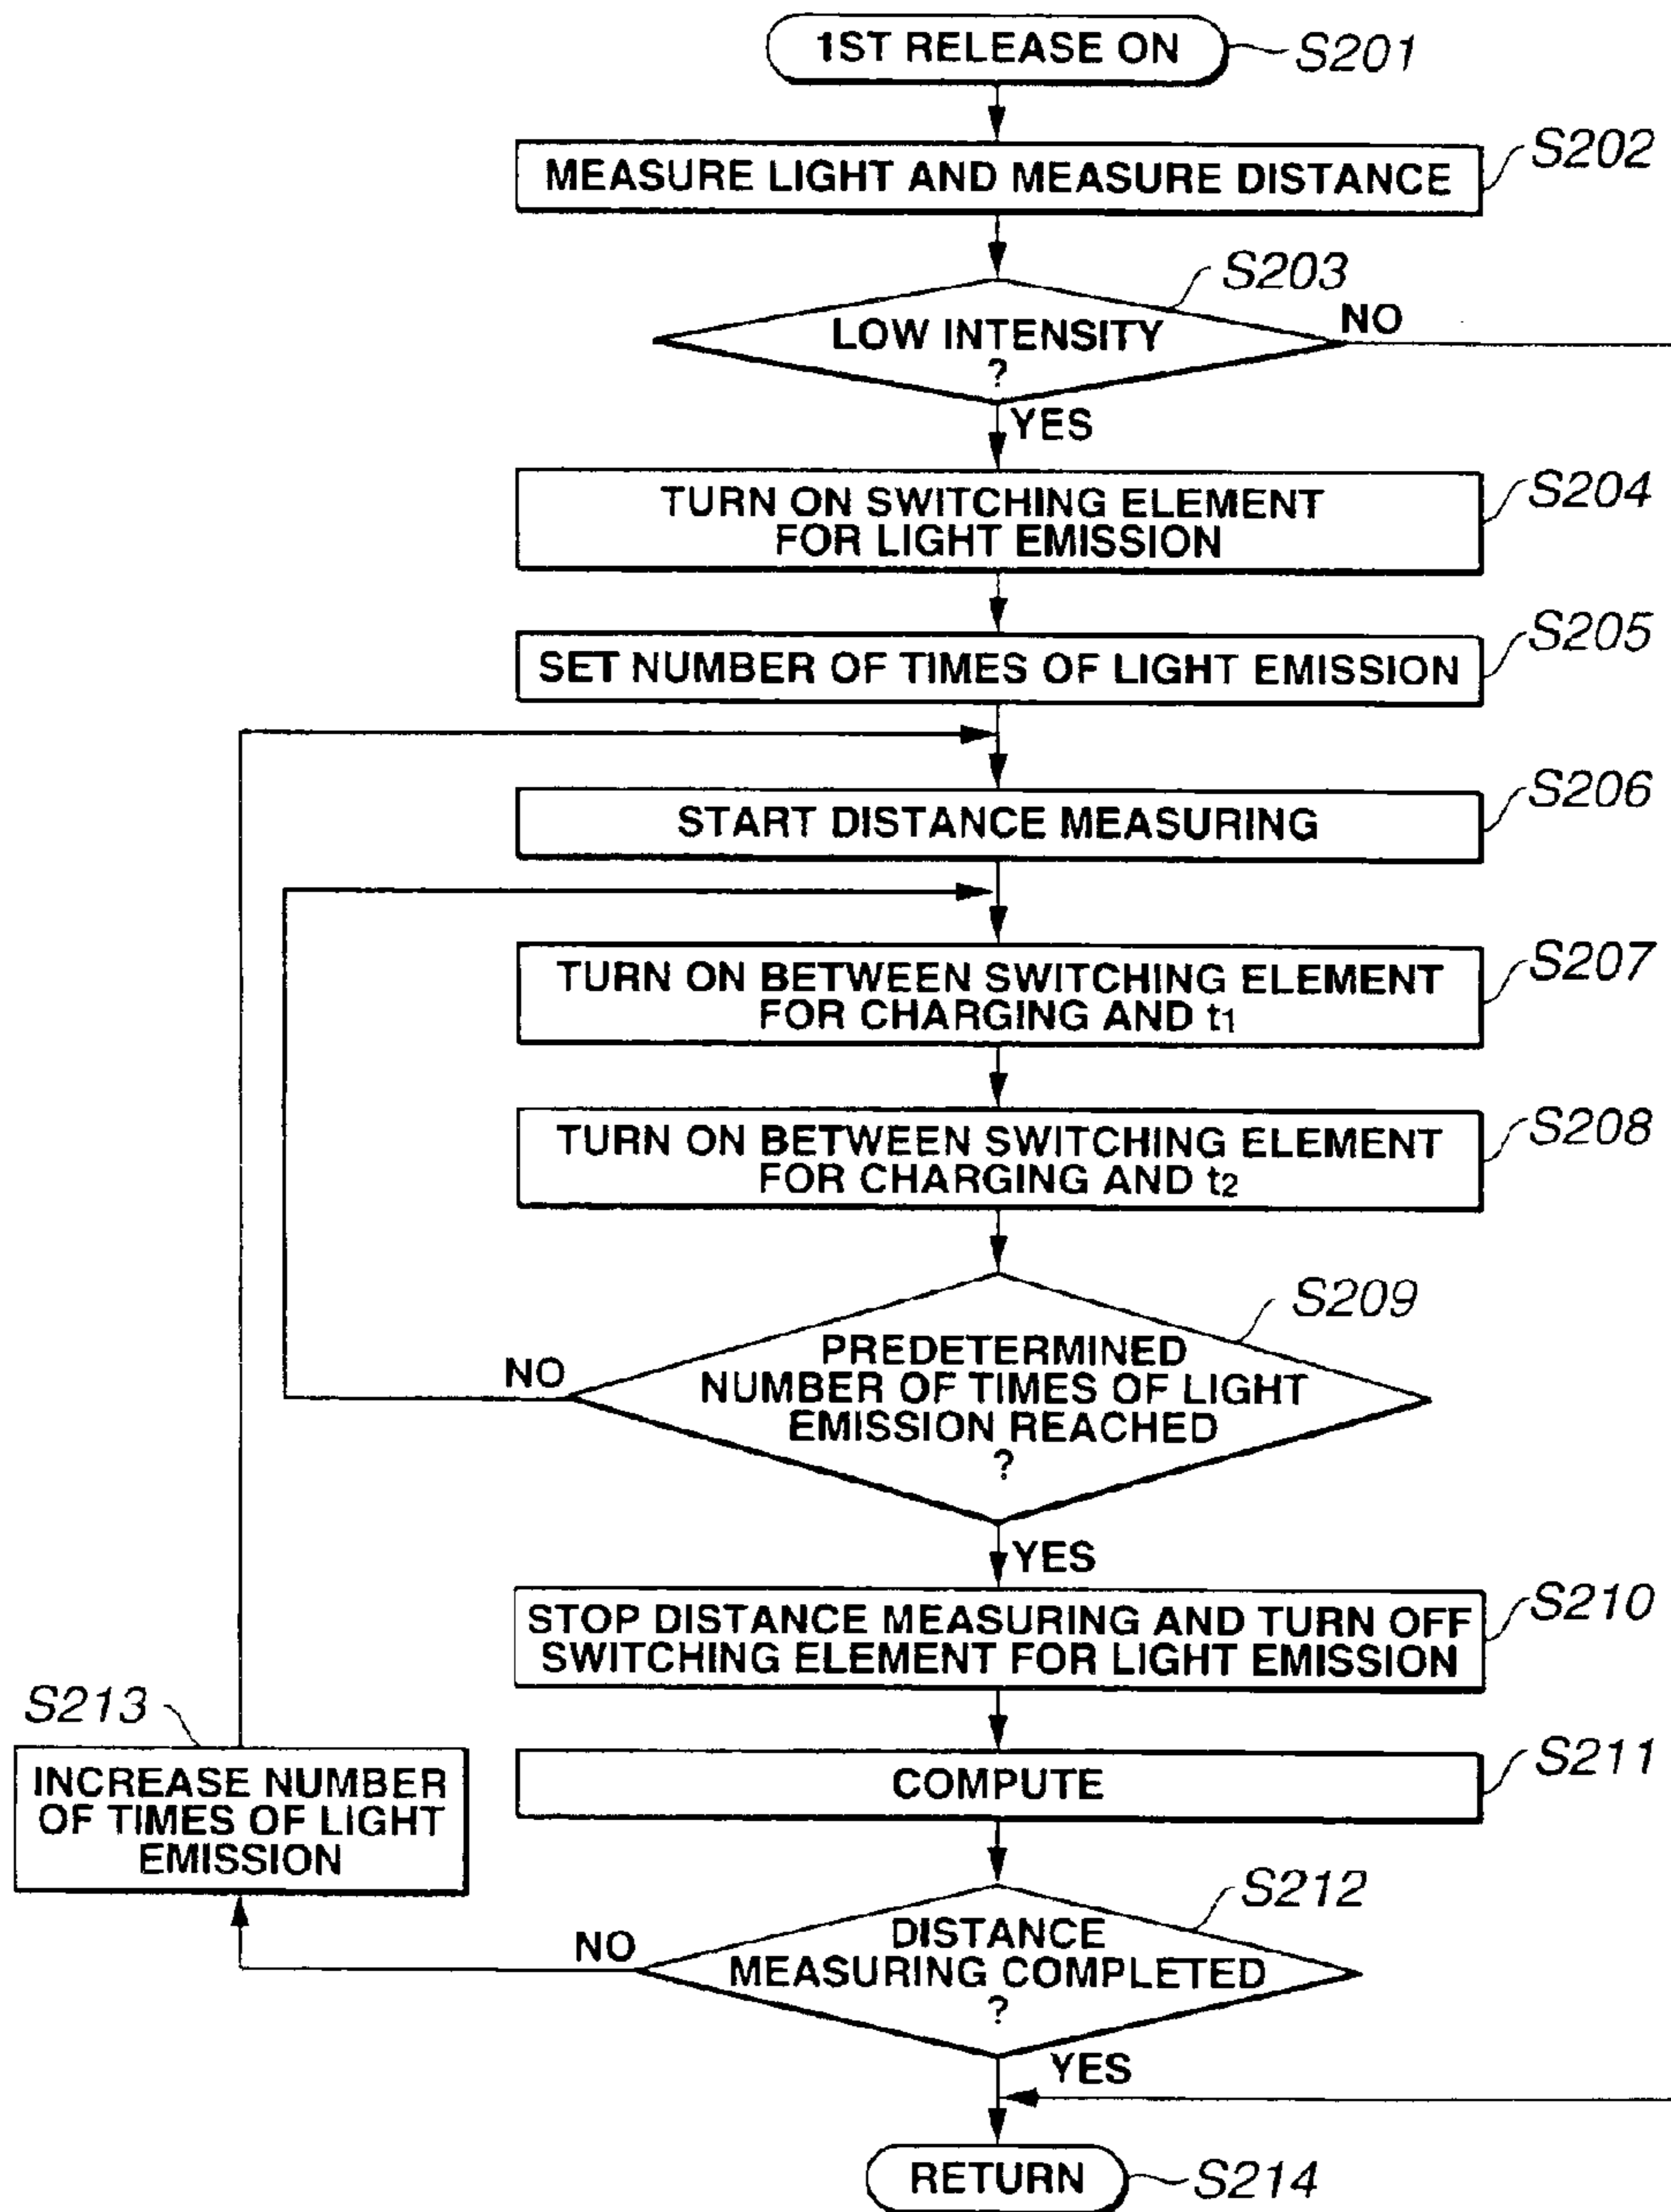 1ST RELEASE ON
S201
MEASURE LIGHT AND MEASURE DISTANCE
S202
S203
LOW INTENSITY
?
NO
YES
TURN ON SWITCHING ELEMENT
FOR LIGHT EMISSION
S204
SET NUMBER OF TIMES OF LIGHT EMISSION
S205
START DISTANCE MEASURING
S206
TURN ON BETWEEN SWITCHING ELEMENT
FOR CHARGING AND t1
S207
TURN ON BETWEEN SWITCHING ELEMENT
FOR CHARGING AND t2
S208
S209
PREDETERMINED
NUMBER OF TIMES OF LIGHT
EMISSION REACHED
?
NO
YES
STOP DISTANCE MEASURING AND TURN OFF
SWITCHING ELEMENT FOR LIGHT EMISSION
S210
S213
INCREASE NUMBER
OF TIMES OF LIGHT
EMISSION
COMPUTE
S211
S212
DISTANCE
MEASURING COMPLETED
?
NO
YES
RETURN
S214